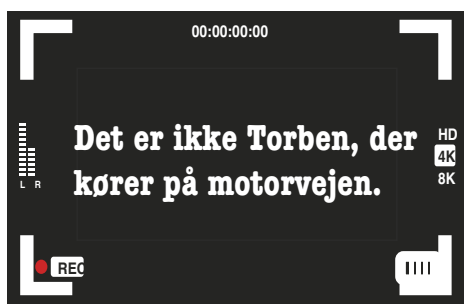 00:00:00:00
Det er ikke Torben, der
kører på motorvejen.
HD
4K
8K
L R
REC